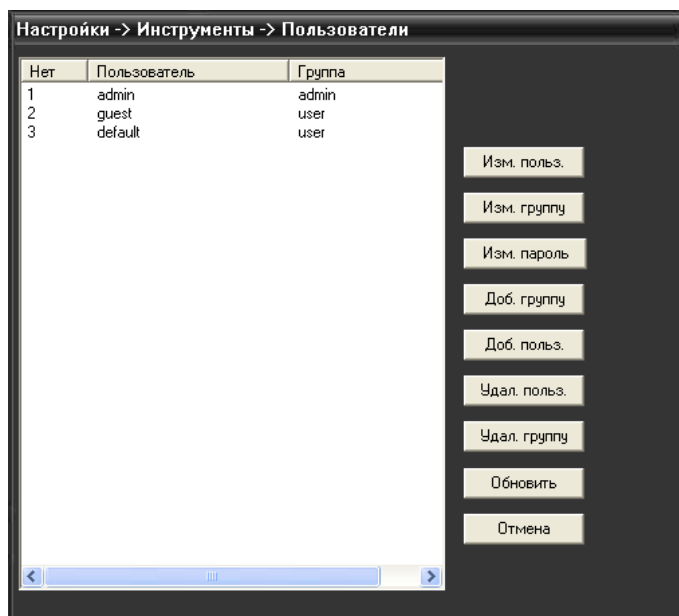 Настройки -> Инструменты -> Пользователи
Нет Пользователь Группа
1 admin admin
2 guest user
3 default user
Изм. польз.
Изм. группу
Изм. пароль
Доб. группу
Доб. польз.
Удал. польз.
Удал. группу
Обновить
Отмена